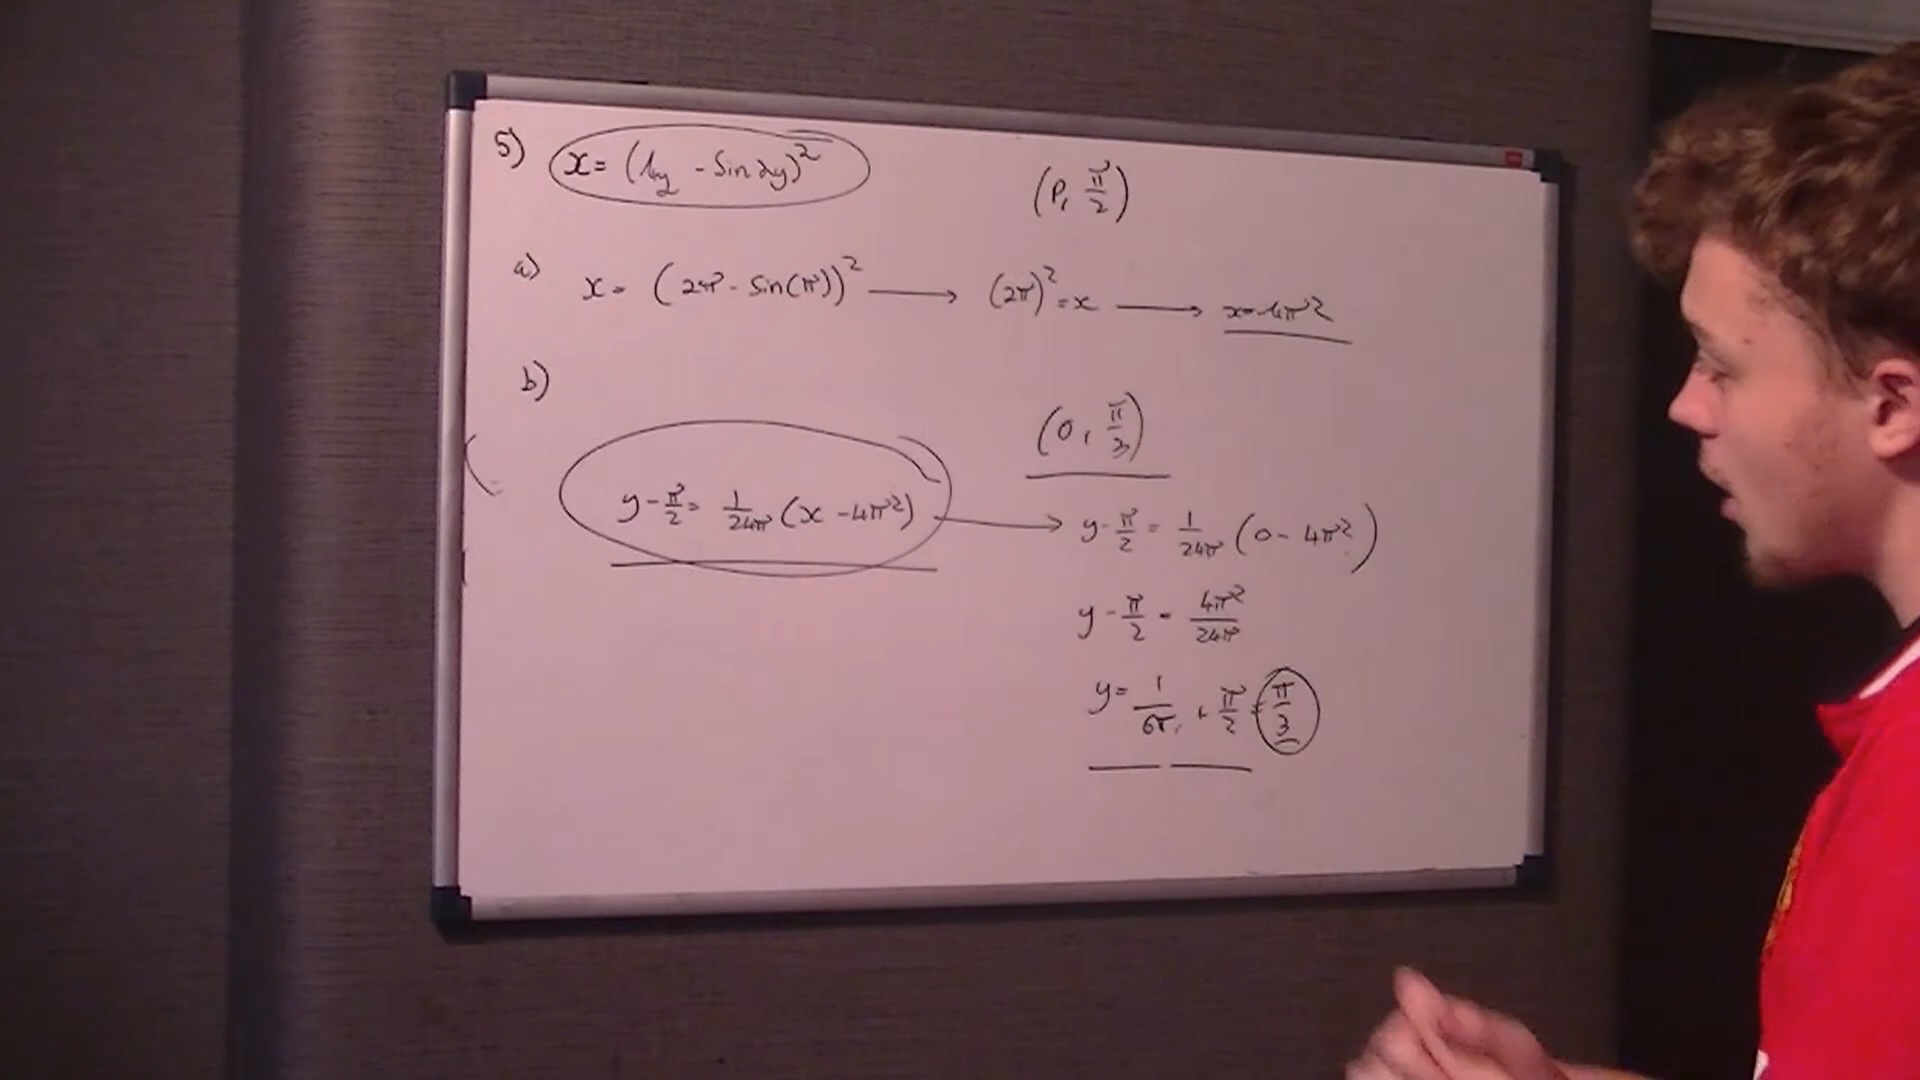 5) x = (4y - Sin 2y)²
(P, π/2)
a) x = (2π - Sin(π))² → (2π)² = x → x = 4π²
b)
(0, π/3)
y - π/2 = 1/24π (x - 4π²) → y - π/2 = 1/24π (0 - 4π²)
y - π/2 = 4π²/24π
y = 1/6π + π/2 = π/3